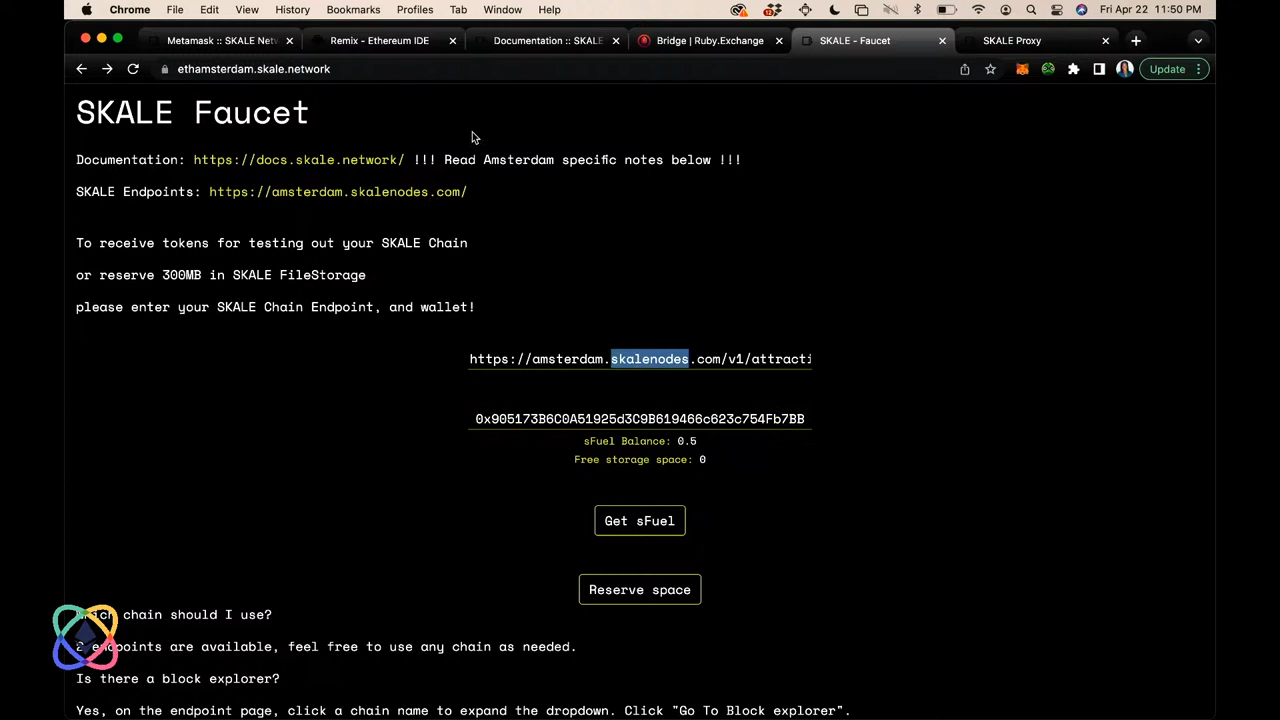 Chrome File Edit View History Bookmarks Profiles Tab Window Help Fri Apr 22 11:50 PM
Metamask :: SKALE Netw Remix - Ethereum IDE Documentation :: SKALE Bridge | Ruby.Exchange SKALE - Faucet SKALE Proxy
ethamsterdam.skale.network Update
SKALE Faucet
Documentation: https://docs.skale.network/ !!! Read Amsterdam specific notes below !!!
SKALE Endpoints: https://amsterdam.skalenodes.com/
To receive tokens for testing out your SKALE Chain
or reserve 300MB in SKALE FileStorage
please enter your SKALE Chain Endpoint, and wallet!
https://amsterdam.skalenodes.com/v1/attracti
0x905173B6C0A51925d3C9B619466c623c754Fb7BB
sFuel Balance: 0.5
Free storage space: 0
Get sFuel
Reserve space
chain should I use?
endpoints are available, feel free to use any chain as needed.
Is there a block explorer?
Yes, on the endpoint page, click a chain name to expand the dropdown. Click "Go To Block explorer".